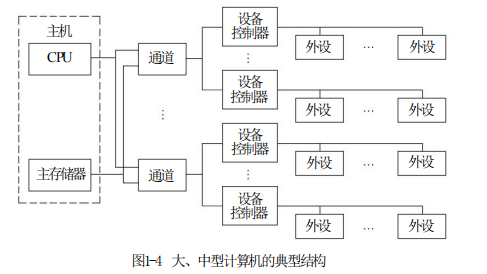 主机
CPU
主存储器
通道
⋮
通道
设备
控制器
外设
…
外设
⋮
设备
控制器
外设
…
外设
设备
控制器
外设
…
外设
⋮
设备
控制器
外设
…
外设
图1-4 大、中型计算机的典型结构